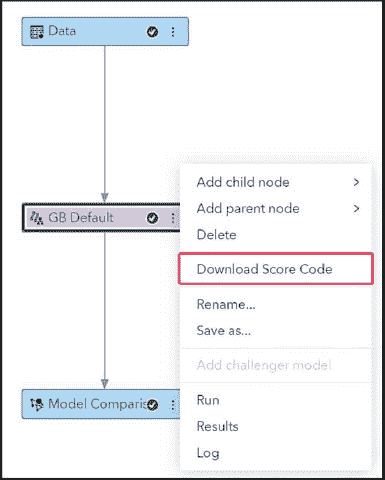 Data
GB Default
Model Comparis
Add child node
Add parent node
Delete
Download Score Code
Rename...
Save as...
Add challenger model
Run
Results
Log